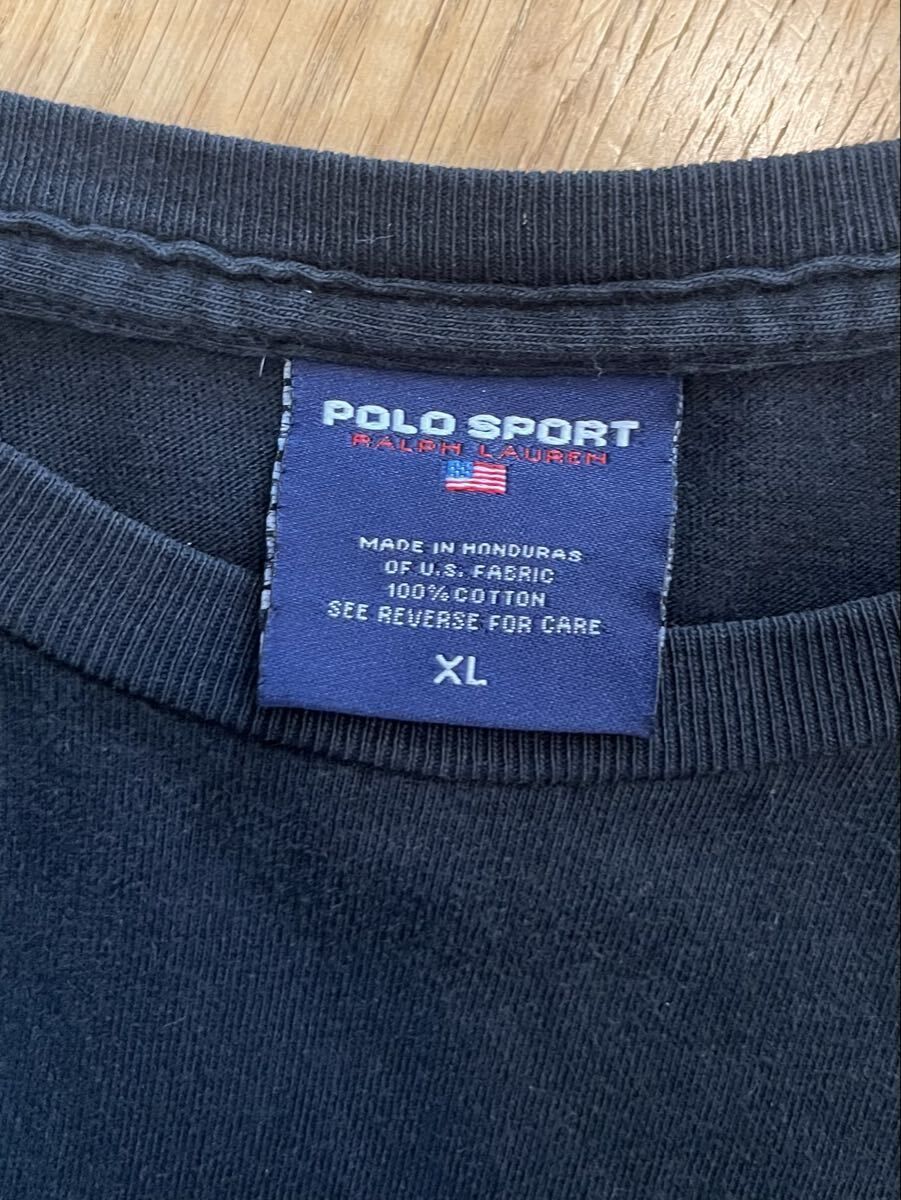 POLO SPORT
RALPH LAUREN
MADE IN HONDURAS
OF U.S. FABRIC
100% COTTON
SEE REVERSE FOR CARE
XL